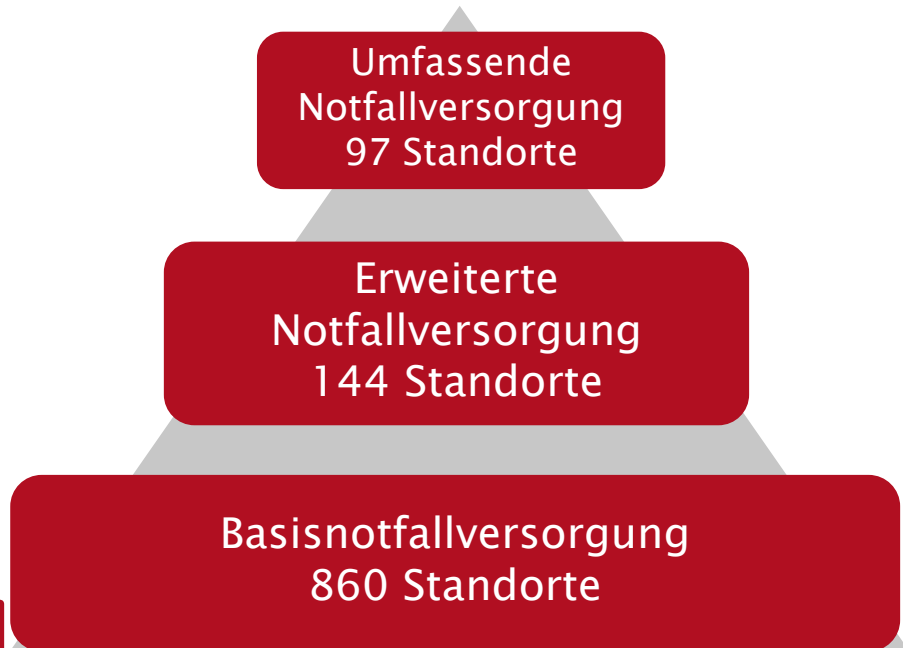 Umfassende
Notfallversorgung
97 Standorte
Erweiterte
Notfallversorgung
144 Standorte
Basisnotfallversorgung
860 Standorte